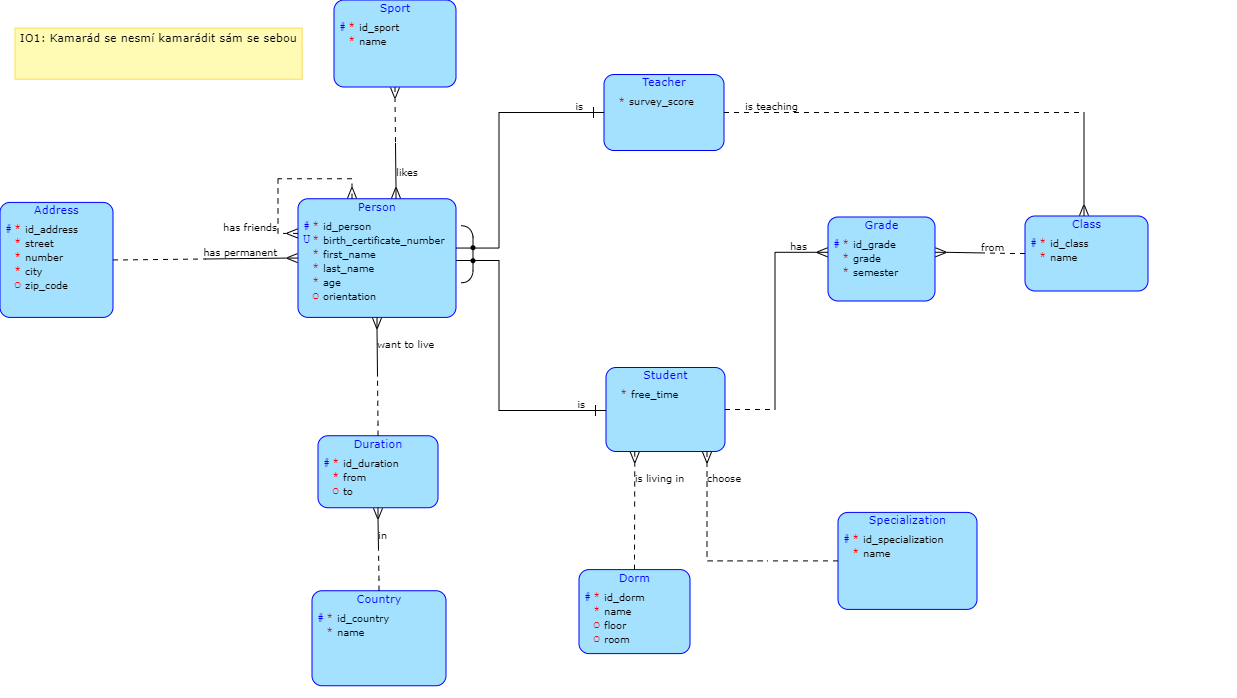 IO1: Kamarád se nesmí kamarádit sám se sebou
Sport
# * id_sport
* name
likes
Teacher
* survey_score
is
is teaching
Address
# * id_address
* street
* number
* city
o zip_code
has friends
has permanent
Person
# * id_person
U * birth_certificate_number
* first_name
* last_name
* age
o orientation
Grade
# * id_grade
* grade
* semester
has
from
Class
# * id_class
* name
want to live
Student
* free_time
is
Duration
# * id_duration
* from
o to
is living in
choose
in
Specialization
# * id_specialization
* name
Dorm
# * id_dorm
* name
o floor
o room
Country
# * id_country
* name